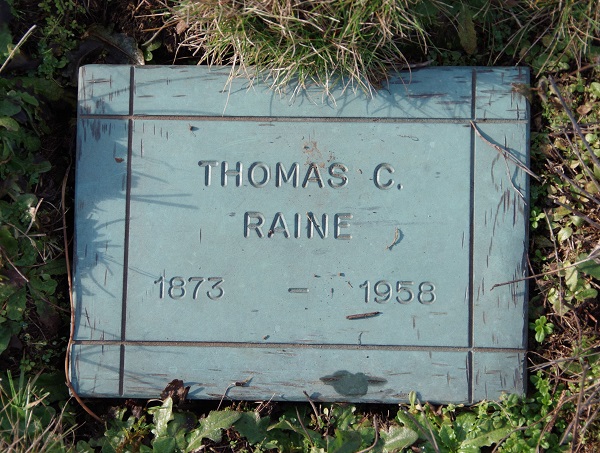 THOMAS C.
RAINE
1873 - 1958